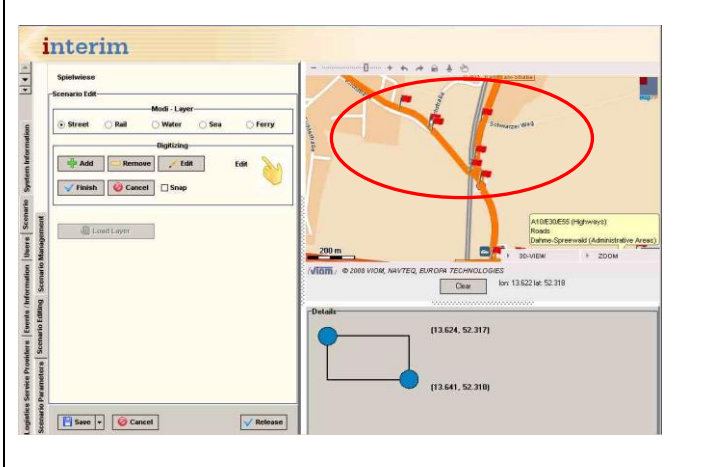 interim
Spielwiese
Scenario Edit
Modi - Layer
Street Rail Water Sea Ferry
Digitizing
Add Remove Edit Edit
Finish Cancel Snap
Load Layer
Save Cancel Release
System Information
Scenario
Users
Events / Information
Logistics Service Providers
Scenario Management
Scenario Editing
Scenario Parameters
Schwarzer Weg
A10/E30/E55 (Highways)
Roads
Dahme-Spreewald (Administrative Areas)
200 m
3D-VIEW ZOOM
© 2008 VIOM, NAVTEQ, EUROPA TECHNOLOGIES
Clear lon: 13.622 lat: 52.318
Details
(13.624, 52.317)
(13.641, 52.310)